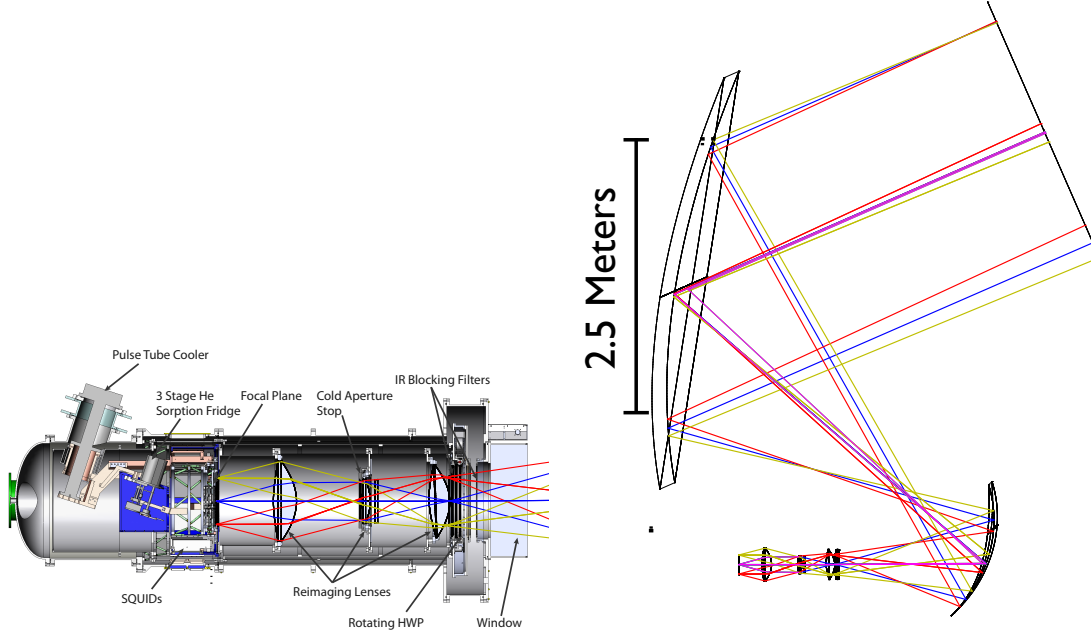 Pulse Tube Cooler
3 Stage He
Sorption Fridge
Focal Plane
Cold Aperture
Stop
IR Blocking Filters
SQUIDs
Reimaging Lenses
Rotating HWP
Window
2.5 Meters